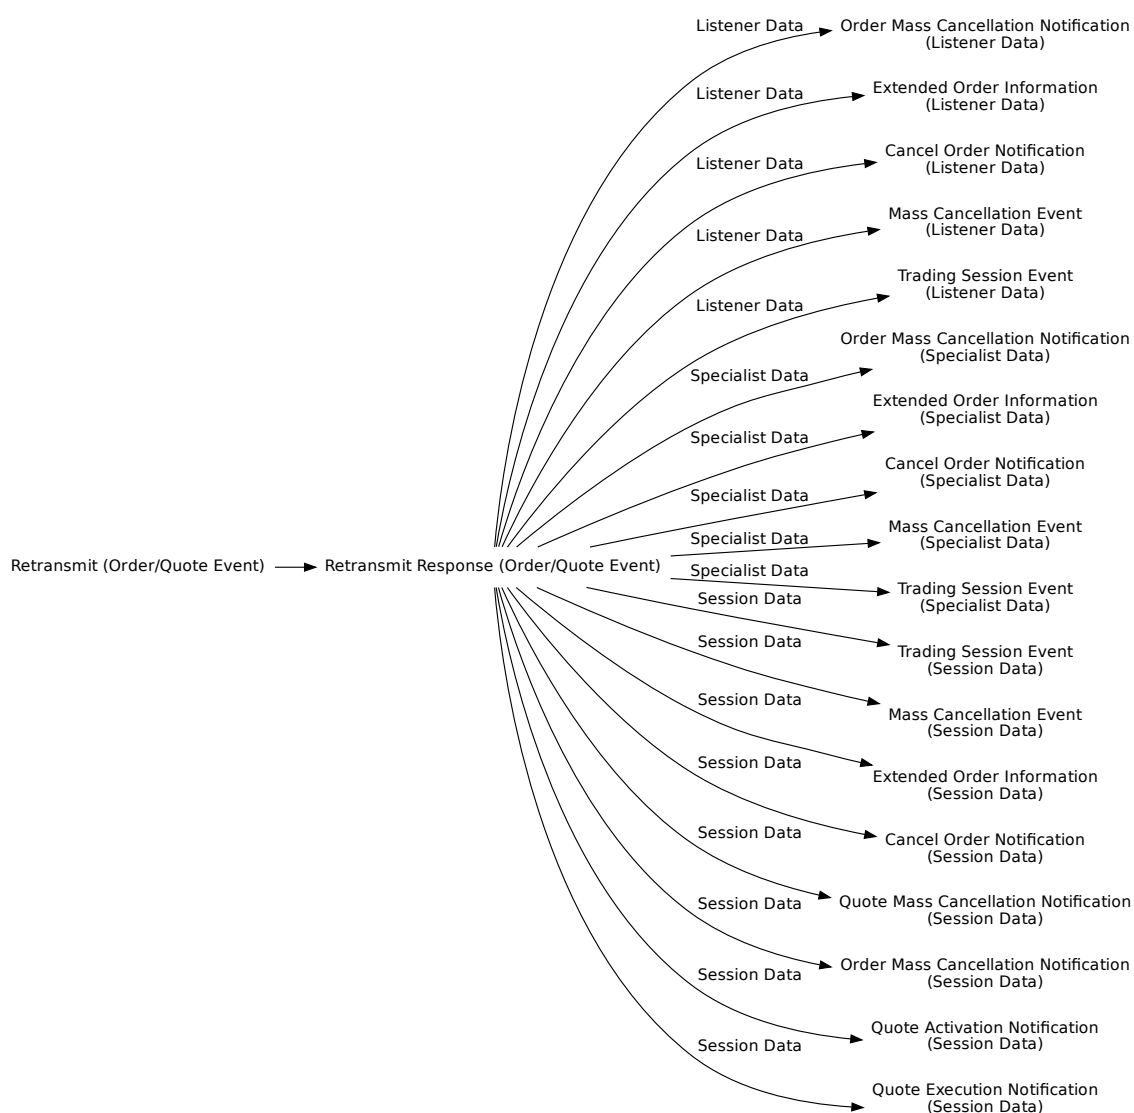 Listener Data
Order Mass Cancellation Notification
(Listener Data)
Listener Data
Extended Order Information
(Listener Data)
Listener Data
Cancel Order Notification
(Listener Data)
Listener Data
Mass Cancellation Event
(Listener Data)
Listener Data
Trading Session Event
(Listener Data)
Specialist Data
Order Mass Cancellation Notification
(Specialist Data)
Specialist Data
Extended Order Information
(Specialist Data)
Specialist Data
Cancel Order Notification
(Specialist Data)
Specialist Data
Mass Cancellation Event
(Specialist Data)
Retransmit (Order/Quote Event)
Retransmit Response (Order/Quote Event)
Specialist Data
Trading Session Event
(Specialist Data)
Session Data
Trading Session Event
(Session Data)
Session Data
Mass Cancellation Event
(Session Data)
Session Data
Extended Order Information
(Session Data)
Session Data
Cancel Order Notification
(Session Data)
Session Data
Quote Mass Cancellation Notification
(Session Data)
Session Data
Order Mass Cancellation Notification
(Session Data)
Session Data
Quote Activation Notification
(Session Data)
Session Data
Quote Execution Notification
(Session Data)